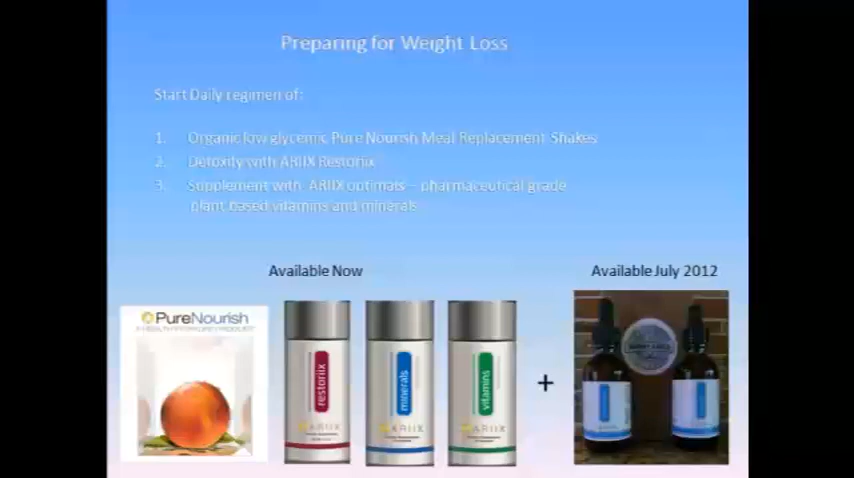 Preparing for Weight Loss
Start Daily regimen of:
1. Organic low glycemic Pure Nourish Meal Replacement Shakes
2. Detoxify with ARIIX Restoriix
3. Supplement with ARIIX optimals – pharmaceutical grade
plant based vitamins and minerals
Available Now
Available July 2012
PureNourish
restoriix
minerals
vitamins
+
ARIIX
ARIIX
ARIIX